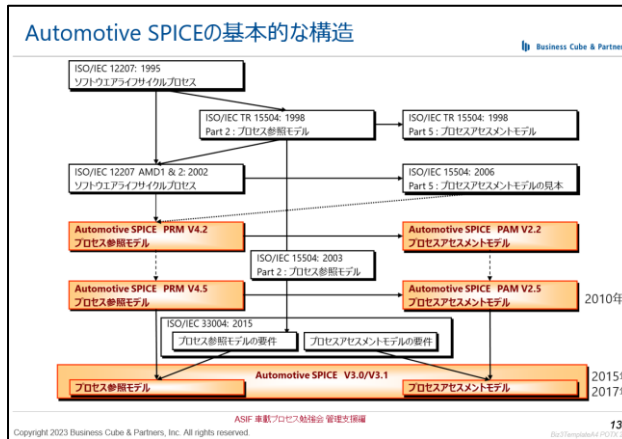 Automotive SPICEの基本的な構造
Business Cube & Partners
ISO/IEC 12207: 1995
ソフトウエアライフサイクルプロセス
ISO/IEC TR 15504: 1998
Part 2 : プロセス参照モデル
ISO/IEC TR 15504: 1998
Part 5 : プロセスアセスメントモデル
ISO/IEC 12207 AMD1 & 2: 2002
ソフトウエアライフサイクルプロセス
ISO/IEC 15504: 2006
Part 5 : プロセスアセスメントモデルの見本
Automotive SPICE PRM V4.2
プロセス参照モデル
Automotive SPICE PAM V2.2
プロセスアセスメントモデル
ISO/IEC 15504: 2003
Part 2 : プロセス参照モデル
Automotive SPICE PRM V4.5
プロセス参照モデル
Automotive SPICE PAM V2.5
プロセスアセスメントモデル
2010年
ISO/IEC 33004: 2015
プロセス参照モデルの要件
プロセスアセスメントモデルの要件
Automotive SPICE V3.0/V3.1
2015年
プロセス参照モデル
プロセスアセスメントモデル
2017年
ASIF 車載プロセス勉強会 管理支援編
13
Copyright 2023 Business Cube & Partners, Inc. All rights reserved.